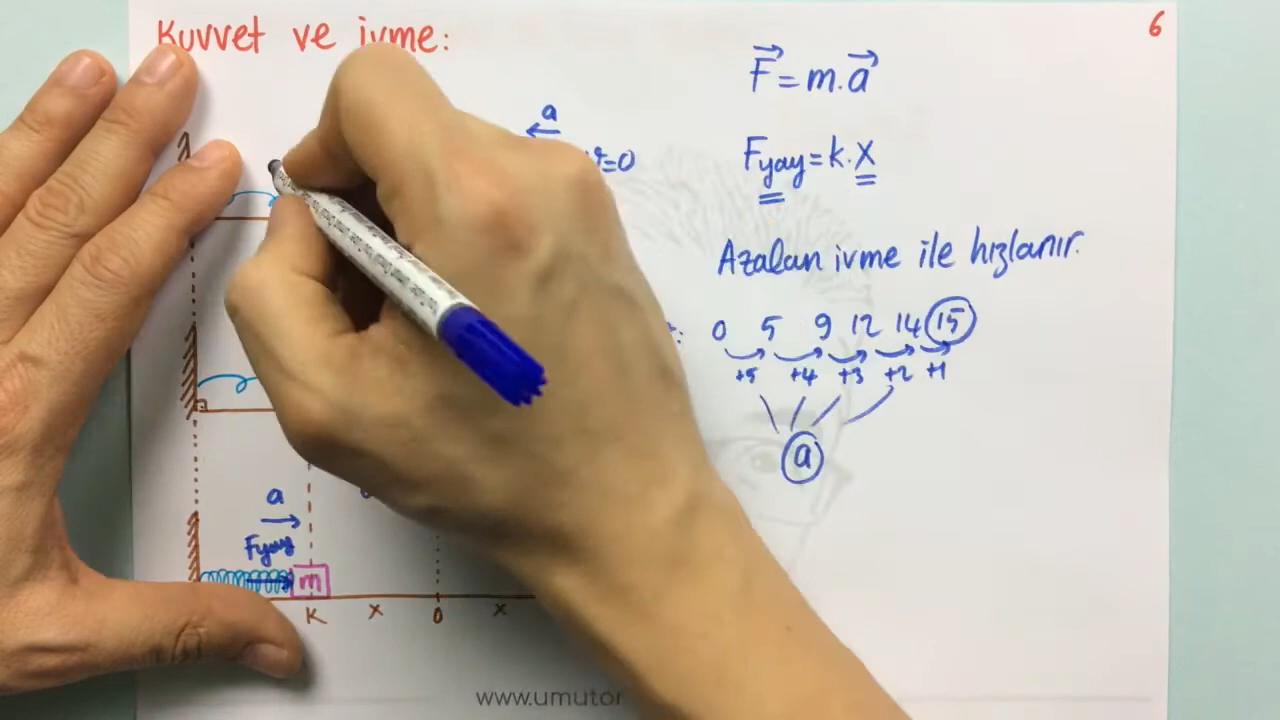 Kuvvet ve ivme:
6
F = m.a
a
v=0
Fyay = k.x
Azalan ivme ile hızlanır.
0 5 9 12 14 15
+5 +4 +3 +2 +1
a
a
Fyay
m
K x 0 x
www.umutor